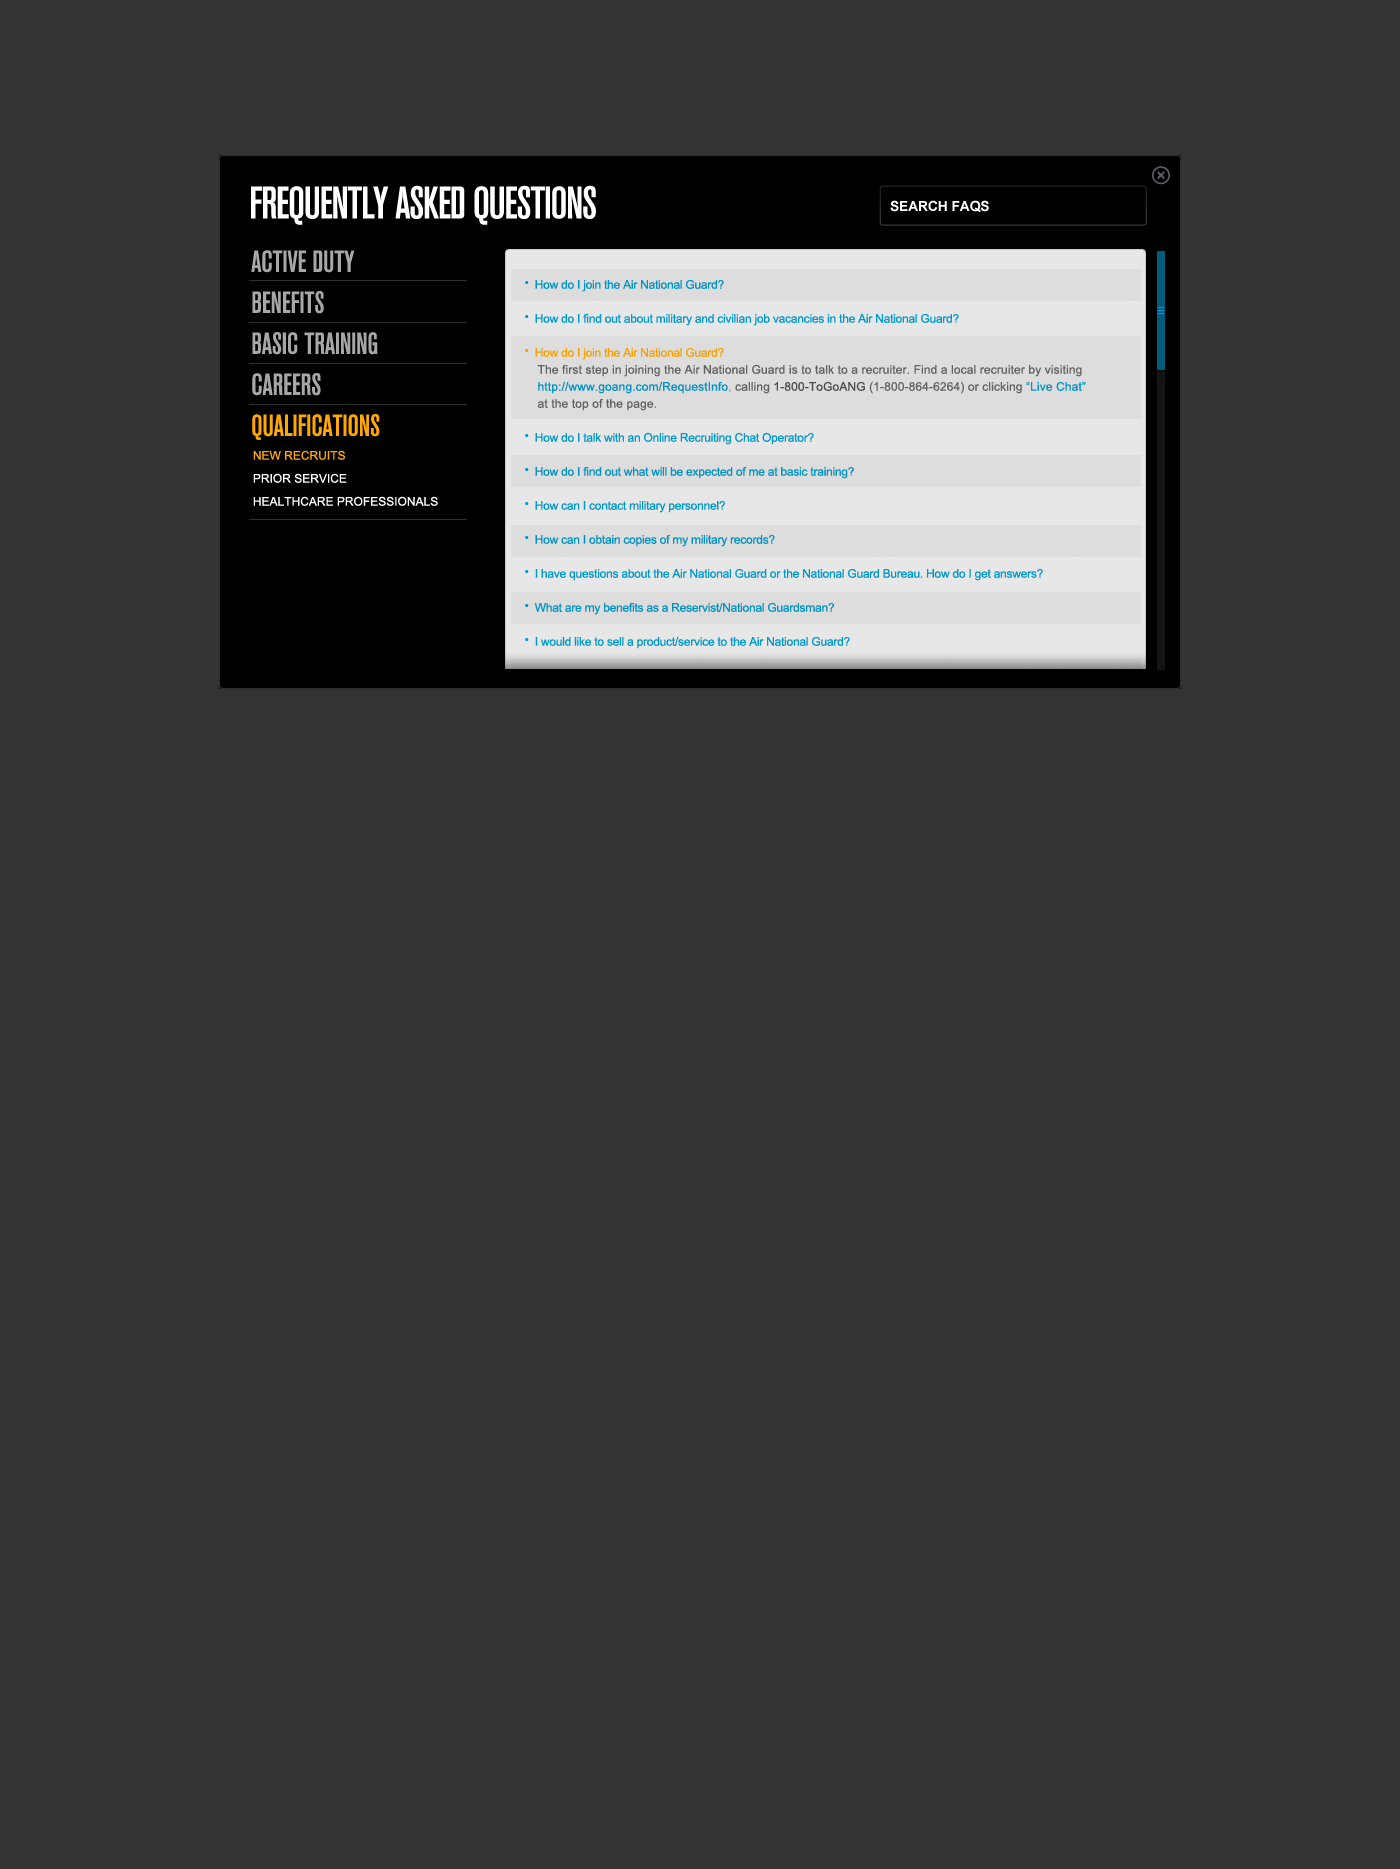 FREQUENTLY ASKED QUESTIONS
SEARCH FAQS
ACTIVE DUTY
BENEFITS
BASIC TRAINING
CAREERS
QUALIFICATIONS
NEW RECRUITS
PRIOR SERVICE
HEALTHCARE PROFESSIONALS
• How do I join the Air National Guard?
• How do I find out about military and civilian job vacancies in the Air National Guard?
• How do I join the Air National Guard?
The first step in joining the Air National Guard is to talk to a recruiter. Find a local recruiter by visiting
http://www.goang.com/RequestInfo, calling 1-800-ToGoANG (1-800-864-6264) or clicking “Live Chat”
at the top of the page.
• How do I talk with an Online Recruiting Chat Operator?
• How do I find out what will be expected of me at basic training?
• How can I contact military personnel?
• How can I obtain copies of my military records?
• I have questions about the Air National Guard or the National Guard Bureau. How do I get answers?
• What are my benefits as a Reservist/National Guardsman?
• I would like to sell a product/service to the Air National Guard?